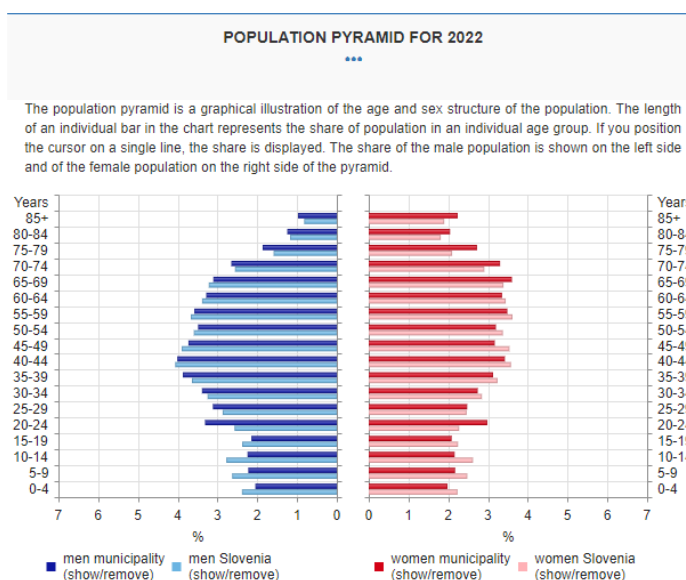 POPULATION PYRAMID FOR 2022
The population pyramid is a graphical illustration of the age and sex structure of the population. The length
of an individual bar in the chart represents the share of population in an individual age group. If you position
the cursor on a single line, the share is displayed. The share of the male population is shown on the left side
and of the female population on the right side of the pyramid.
Years
85+
80-84
75-79
70-74
65-69
60-64
55-59
50-54
45-49
40-44
35-39
30-34
25-29
20-24
15-19
10-14
5-9
0-4
7 6 5 4 3 2 1 0
%
men municipality
(show/remove)
men Slovenia
(show/remove)
85+
5-9
0-4
0 1 2 3 4 5 6 7
%
women municipality
(show/remove)
women Slovenia
(show/remove)